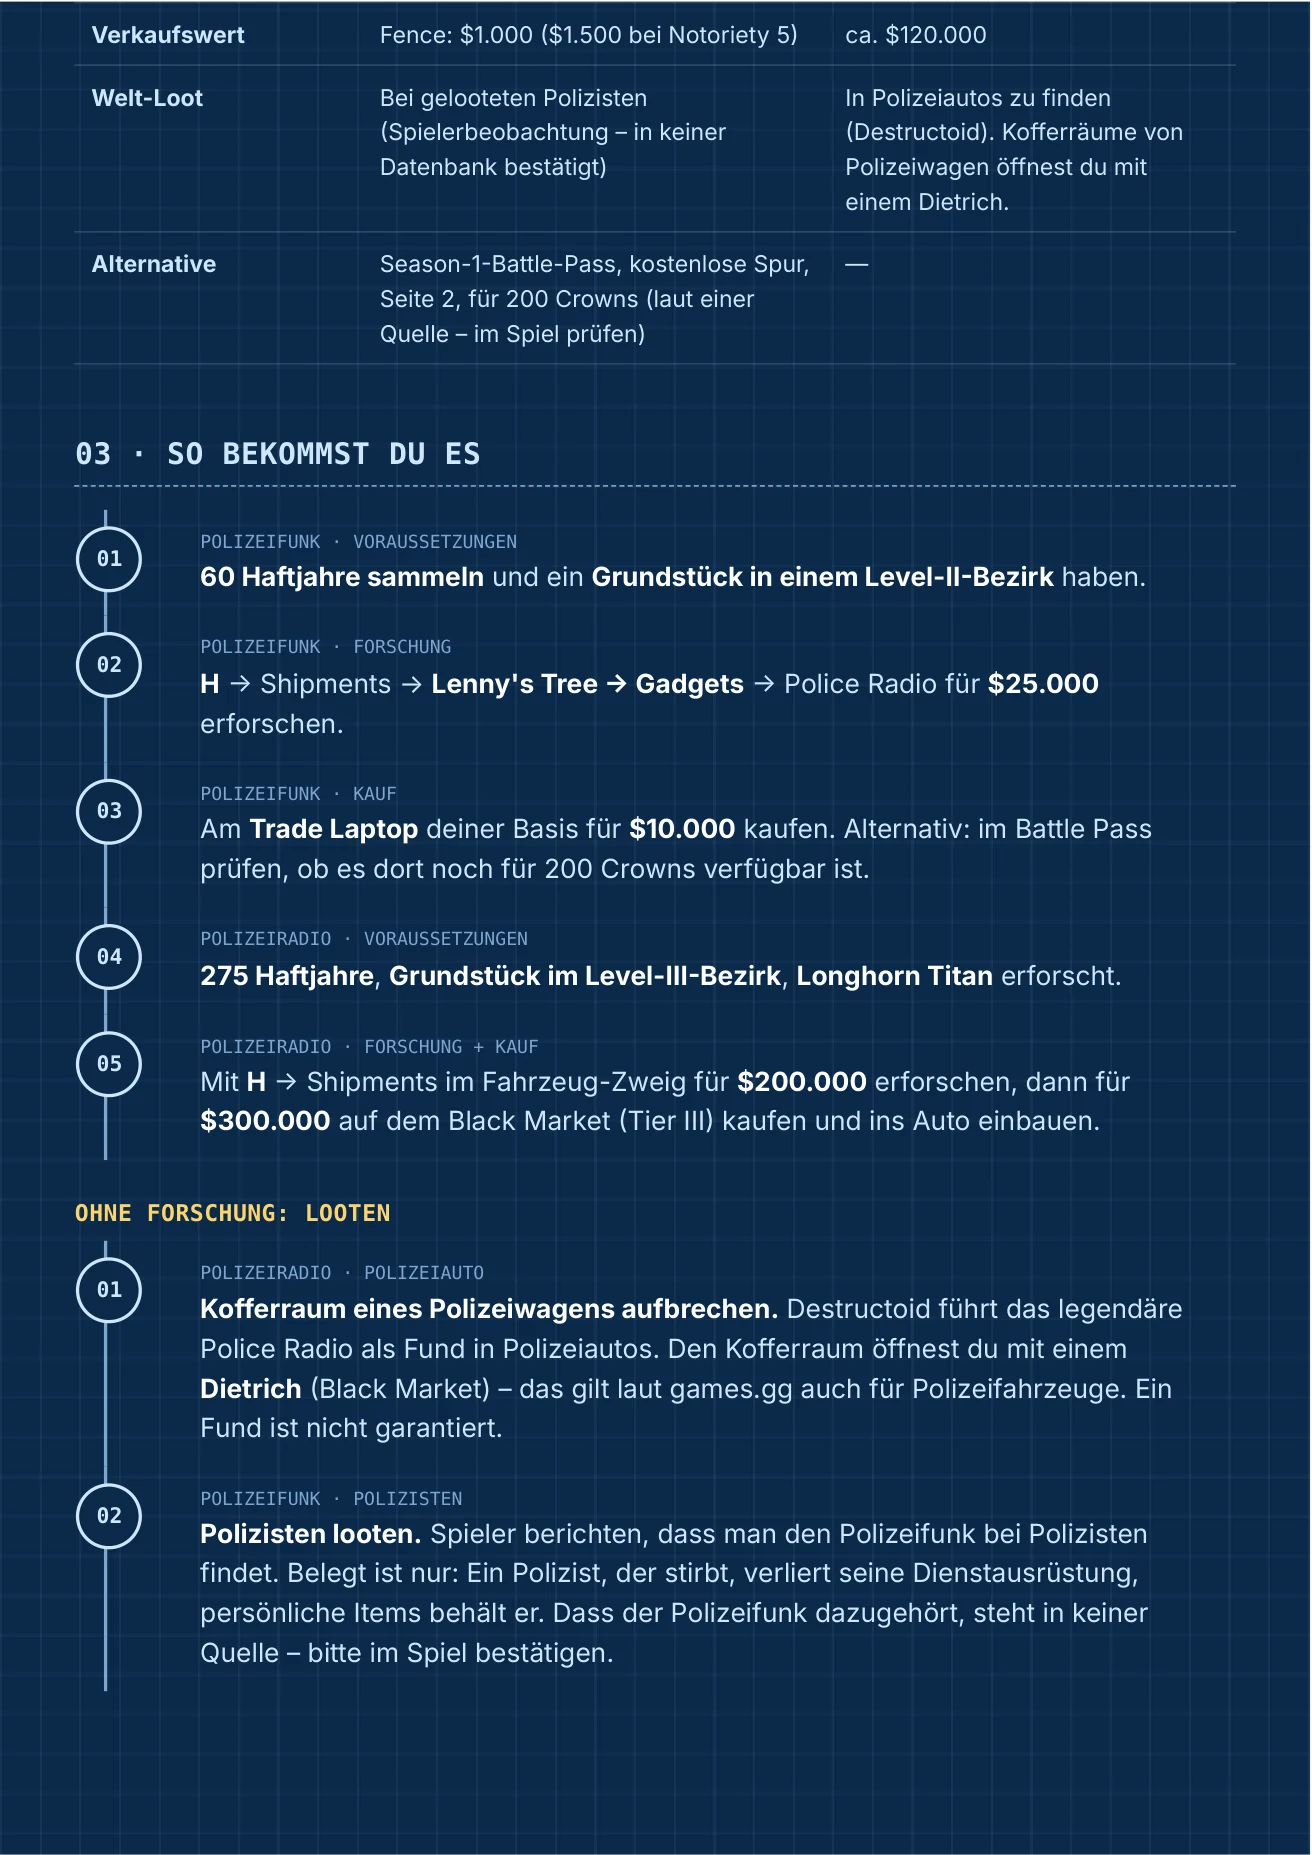 Verkaufswert
Fence: $1.000 ($1.500 bei Notoriety 5)
ca. $120.000
Welt-Loot
Bei gelooteten Polizisten
(Spielerbeobachtung – in keiner
Datenbank bestätigt)
In Polizeiautos zu finden
(Destructoid). Kofferräume von
Polizeiwagen öffnest du mit
einem Dietrich.
Alternative
Season-1-Battle-Pass, kostenlose Spur,
Seite 2, für 200 Crowns (laut einer
Quelle – im Spiel prüfen)
—
03 · SO BEKOMMST DU ES
01
POLIZEIFUNK · VORAUSSETZUNGEN
60 Haftjahre sammeln und ein Grundstück in einem Level-II-Bezirk haben.
02
POLIZEIFUNK · FORSCHUNG
H → Shipments → Lenny's Tree → Gadgets → Police Radio für $25.000
erforschen.
03
POLIZEIFUNK · KAUF
Am Trade Laptop deiner Basis für $10.000 kaufen. Alternativ: im Battle Pass
prüfen, ob es dort noch für 200 Crowns verfügbar ist.
04
POLIZEIRADIO · VORAUSSETZUNGEN
275 Haftjahre, Grundstück im Level-III-Bezirk, Longhorn Titan erforscht.
05
POLIZEIRADIO · FORSCHUNG + KAUF
Mit H → Shipments im Fahrzeug-Zweig für $200.000 erforschen, dann für
$300.000 auf dem Black Market (Tier III) kaufen und ins Auto einbauen.
OHNE FORSCHUNG: LOOTEN
01
POLIZEIRADIO · POLIZEIAUTO
Kofferraum eines Polizeiwagens aufbrechen. Destructoid führt das legendäre
Police Radio als Fund in Polizeiautos. Den Kofferraum öffnest du mit einem
Dietrich (Black Market) – das gilt laut games.gg auch für Polizeifahrzeuge. Ein
Fund ist nicht garantiert.
02
POLIZEIFUNK · POLIZISTEN
Polizisten looten. Spieler berichten, dass man den Polizeifunk bei Polizisten
findet. Belegt ist nur: Ein Polizist, der stirbt, verliert seine Dienstausrüstung,
persönliche Items behält er. Dass der Polizeifunk dazugehört, steht in keiner
Quelle – bitte im Spiel bestätigen.